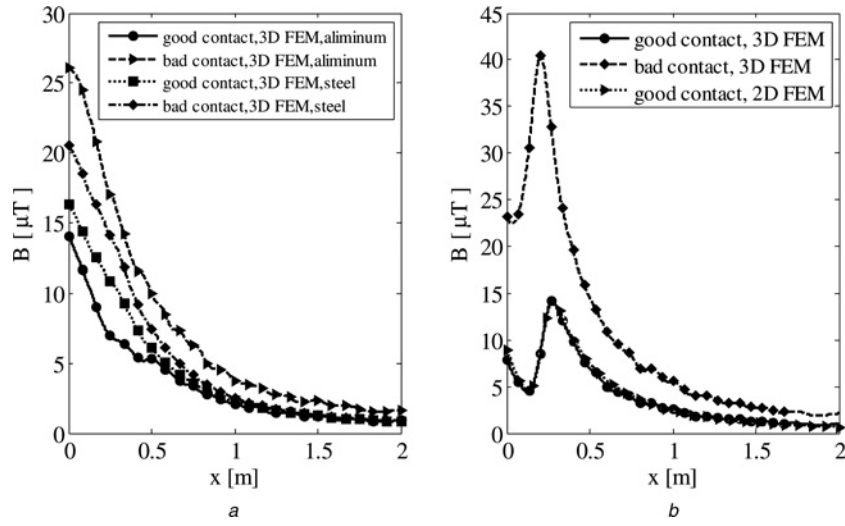 30
25
20
15
10
5
0
B [ μT ]
good contact,3D FEM,aluminum
bad contact,3D FEM,aluminum
good contact,3D FEM,steel
bad contact,3D FEM,steel
0 0.5 1 1.5 2
x [m]
a
45
40
35
30
25
20
15
10
5
0
B [ μT ]
good contact, 3D FEM
bad contact, 3D FEM
good contact, 2D FEM
0 0.5 1 1.5 2
x [m]
b